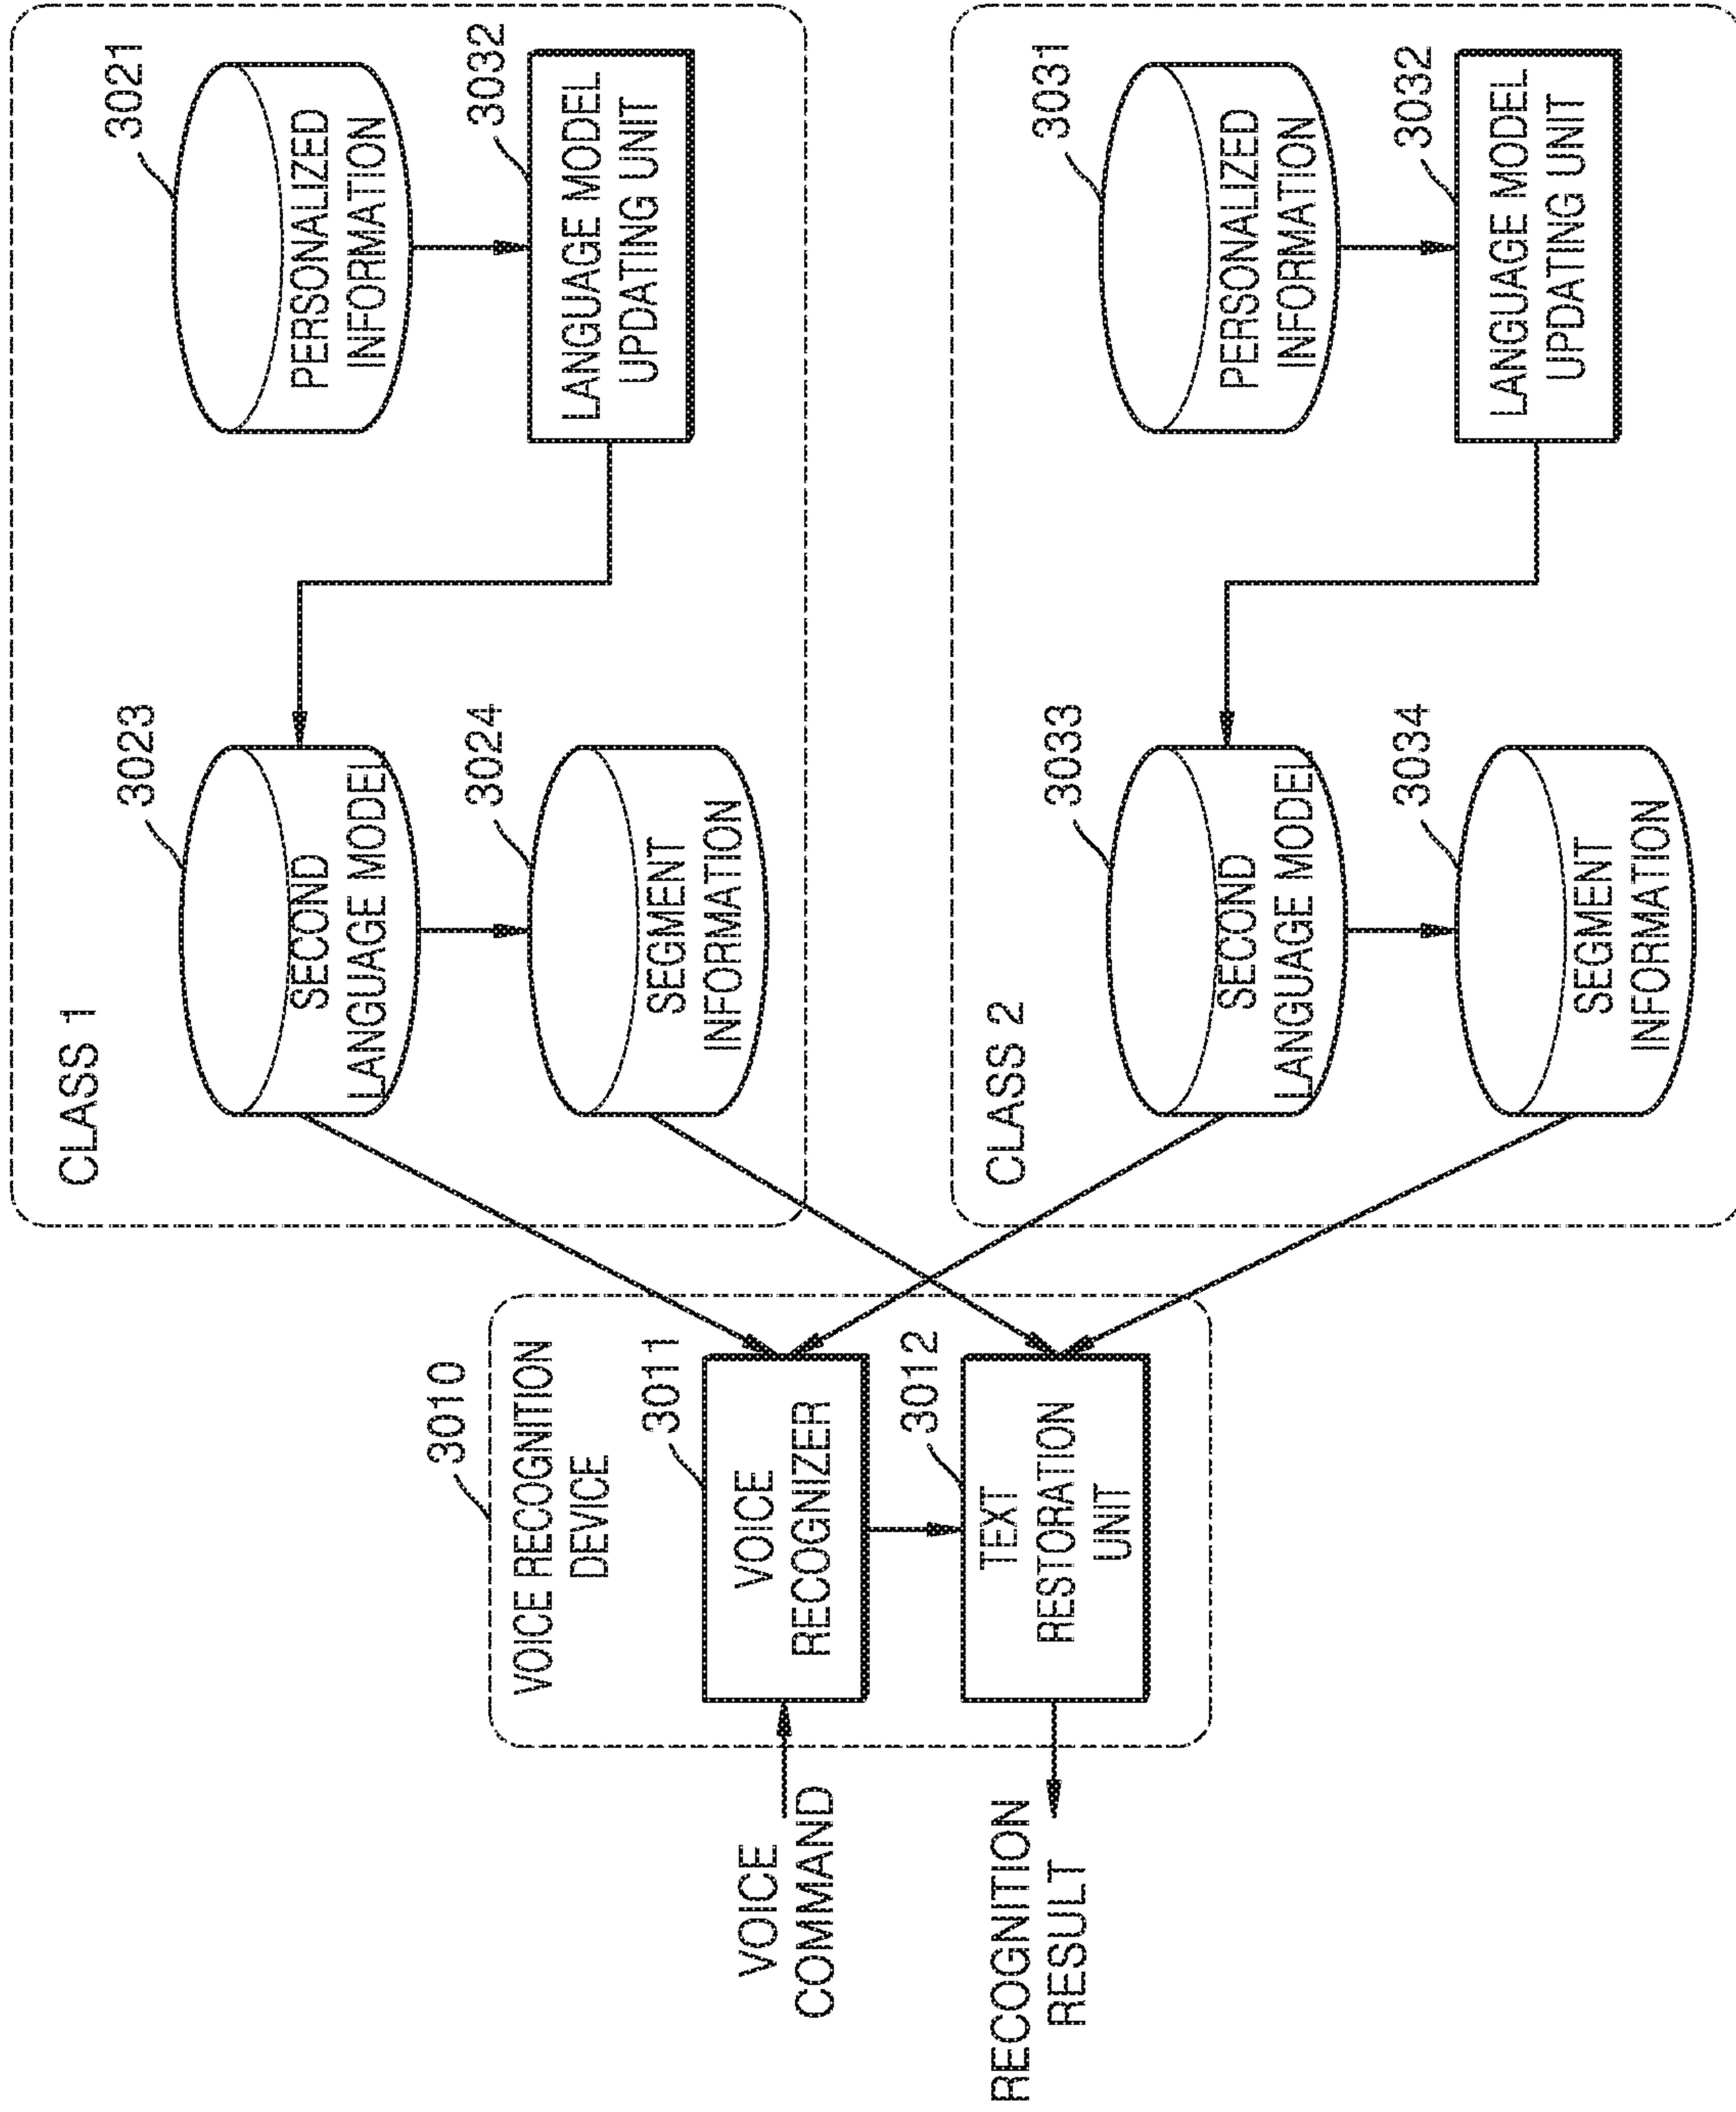 CLASS 1
3023
SECOND
LANGUAGE MODEL
3024
SEGMENT
INFORMATION
3021
PERSONALIZED
INFORMATION
3032
LANGUAGE MODEL
UPDATING UNIT
3010
VOICE RECOGNITION
DEVICE
3011
VOICE
RECOGNIZER
3012
TEXT
RESTORATION
UNIT
VOICE
COMMAND
RECOGNITION
RESULT
CLASS 2
3033
SECOND
LANGUAGE MODEL
3034
SEGMENT
INFORMATION
3031
PERSONALIZED
INFORMATION
3032
LANGUAGE MODEL
UPDATING UNIT